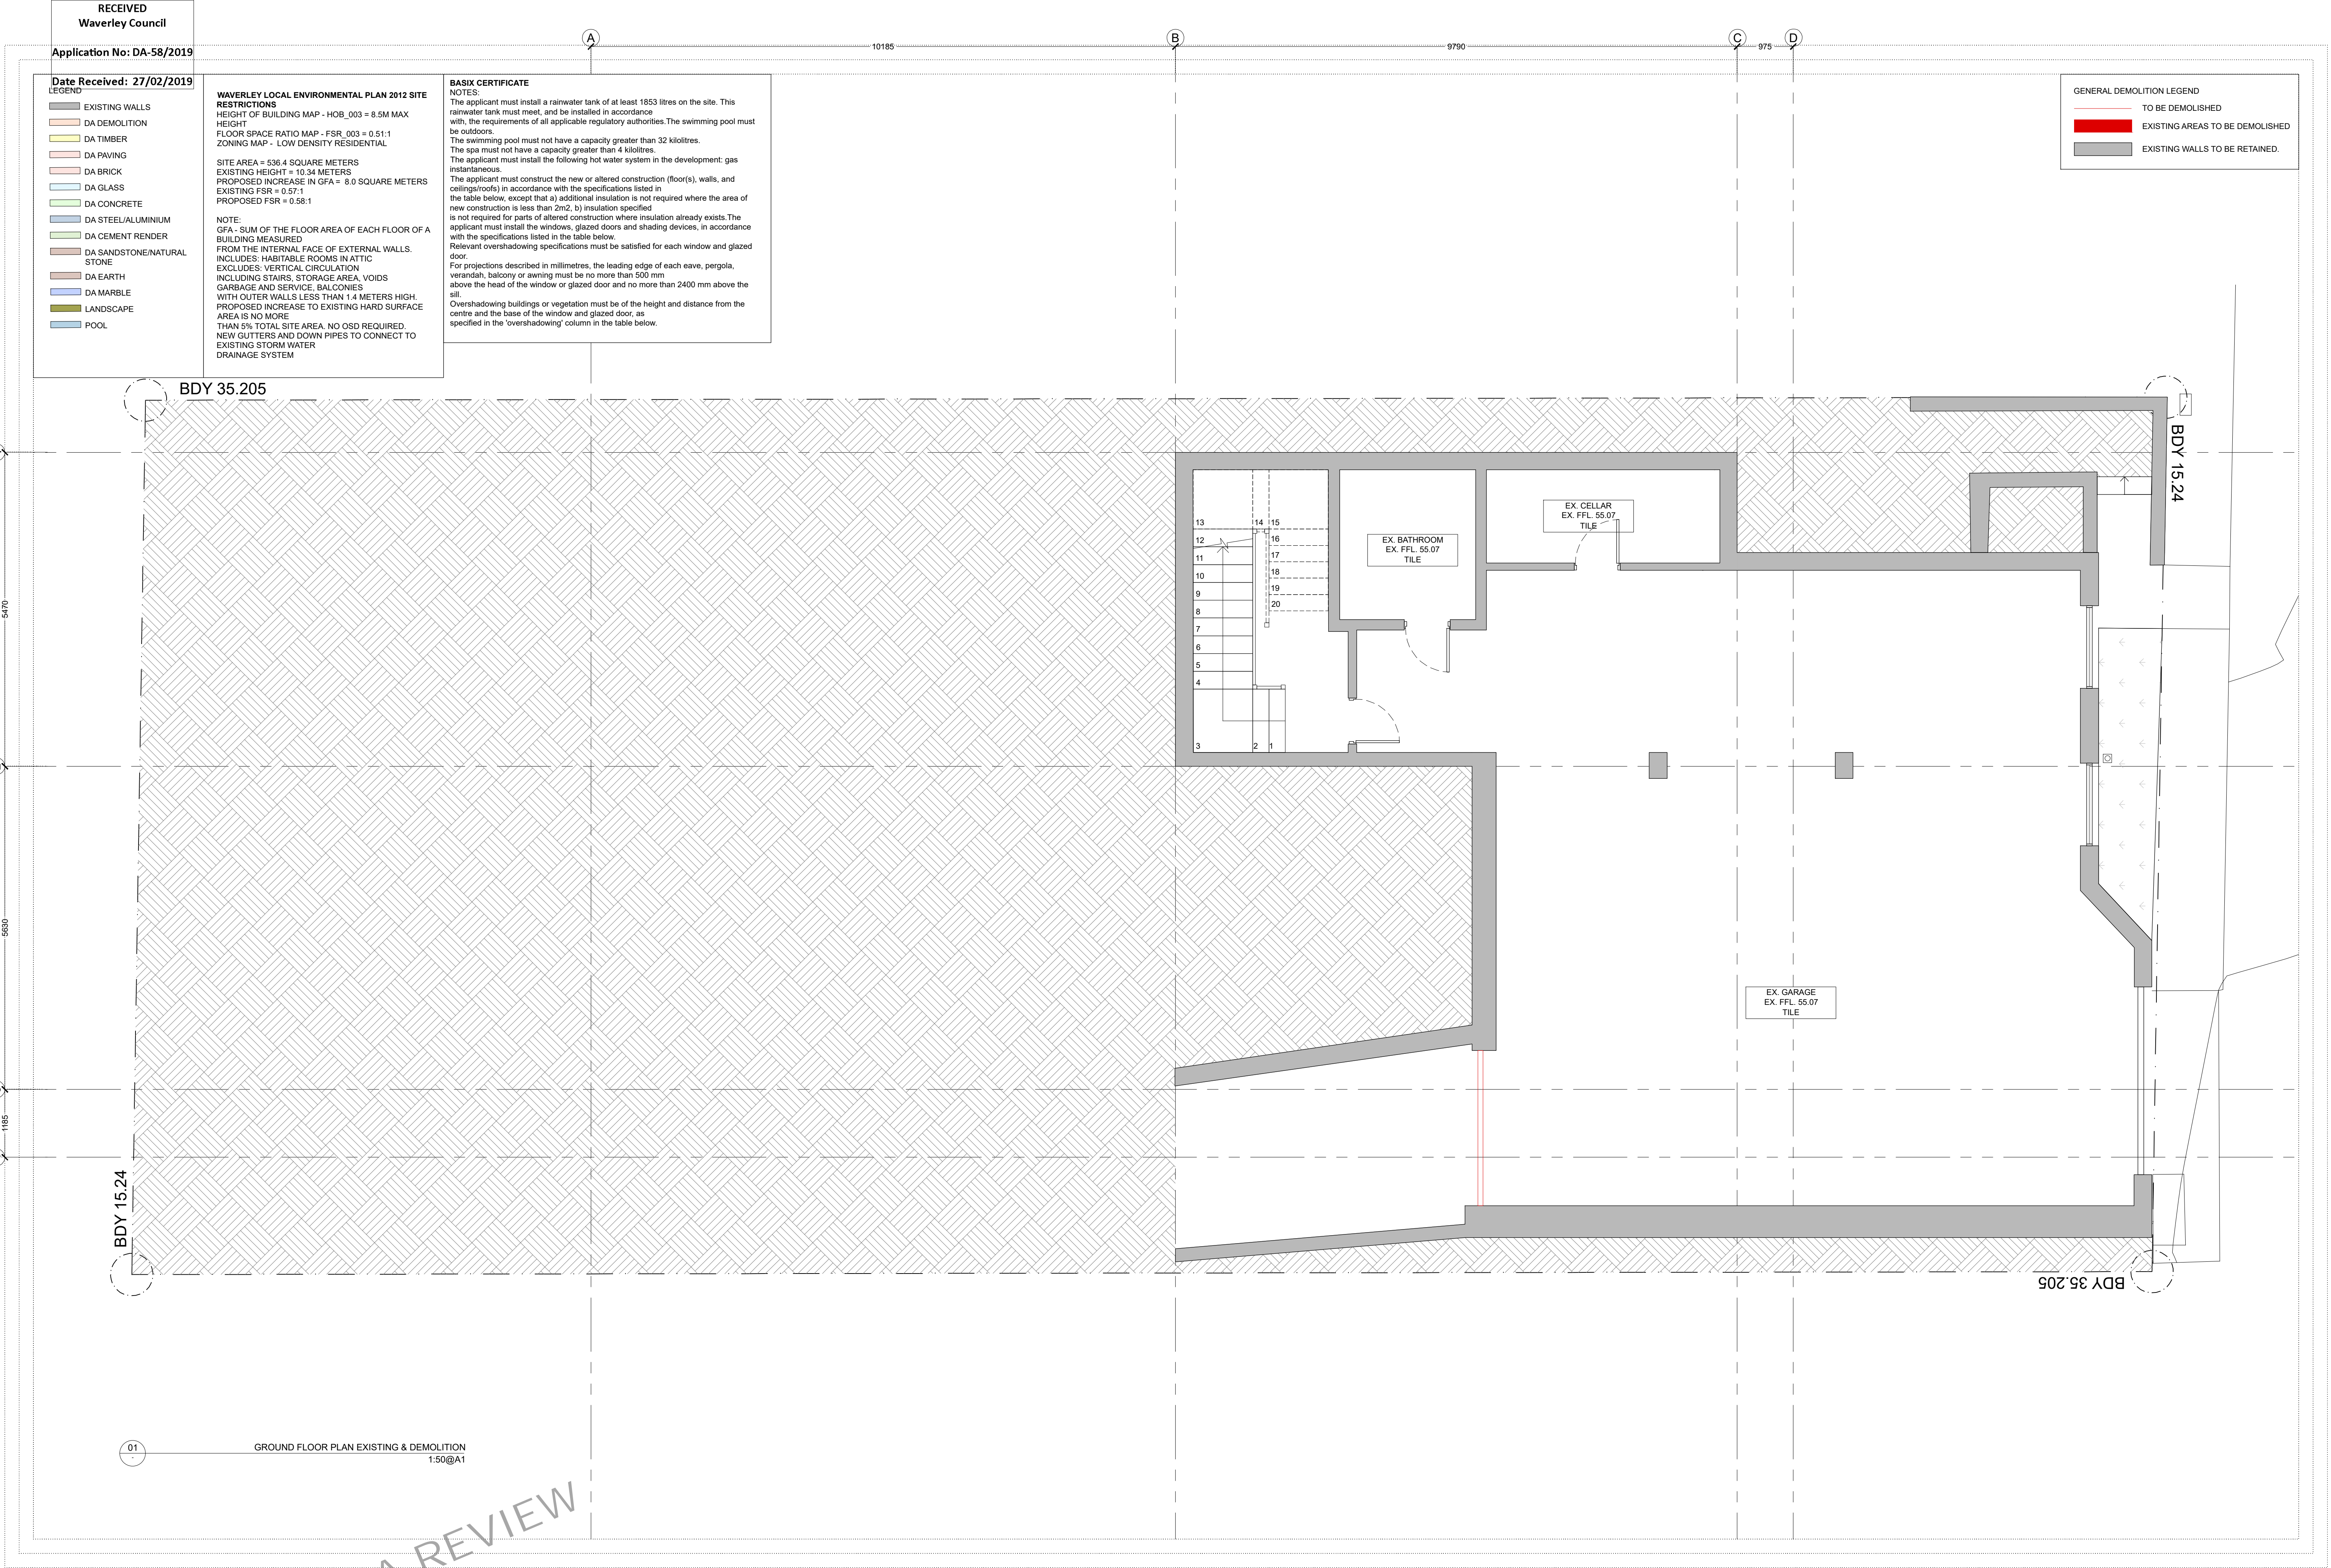 RECEIVED
Waverley Council
Application No: DA-58/2019
Date Received: 27/02/2019
A
10185
B
9790
C
975
D
LEGEND
EXISTING WALLS
DA DEMOLITION
DA TIMBER
DA PAVING
DA BRICK
DA GLASS
DA CONCRETE
DA STEEL/ALUMINIUM
DA CEMENT RENDER
DA SANDSTONE/NATURAL
STONE
DA EARTH
DA MARBLE
LANDSCAPE
POOL
WAVERLEY LOCAL ENVIRONMENTAL PLAN 2012 SITE
RESTRICTIONS
HEIGHT OF BUILDING MAP - HOB_003 = 8.5M MAX
HEIGHT
FLOOR SPACE RATIO MAP - FSR_003 = 0.51:1
ZONING MAP - LOW DENSITY RESIDENTIAL
SITE AREA = 536.4 SQUARE METERS
EXISTING HEIGHT = 10.34 METERS
PROPOSED INCREASE IN GFA = 8.0 SQUARE METERS
EXISTING FSR = 0.57:1
PROPOSED FSR = 0.58:1
NOTE:
GFA - SUM OF THE FLOOR AREA OF EACH FLOOR OF A
BUILDING MEASURED
FROM THE INTERNAL FACE OF EXTERNAL WALLS.
INCLUDES: HABITABLE ROOMS IN ATTIC
EXCLUDES: VERTICAL CIRCULATION
INCLUDING STAIRS, STORAGE AREA, VOIDS
GARBAGE AND SERVICE, BALCONIES
WITH OUTER WALLS LESS THAN 1.4 METERS HIGH.
PROPOSED INCREASE TO EXISTING HARD SURFACE
AREA IS NO MORE
THAN 5% TOTAL SITE AREA. NO OSD REQUIRED.
NEW GUTTERS AND DOWN PIPES TO CONNECT TO
EXISTING STORM WATER
DRAINAGE SYSTEM
BASIX CERTIFICATE
NOTES:
The applicant must install a rainwater tank of at least 1853 litres on the site. This
rainwater tank must meet, and be installed in accordance
with, the requirements of all applicable regulatory authorities.The swimming pool must
be outdoors.
The swimming pool must not have a capacity greater than 32 kilolitres.
The spa must not have a capacity greater than 4 kilolitres.
The applicant must install the following hot water system in the development: gas
instantaneous.
The applicant must construct the new or altered construction (floor(s), walls, and
ceilings/roofs) in accordance with the specifications listed in
the table below, except that a) additional insulation is not required where the area of
new construction is less than 2m2, b) insulation specified
is not required for parts of altered construction where insulation already exists.The
applicant must install the windows, glazed doors and shading devices, in accordance
with the specifications listed in the table below.
Relevant overshadowing specifications must be satisfied for each window and glazed
door.
For projections described in millimetres, the leading edge of each eave, pergola,
verandah, balcony or awning must be no more than 500 mm
above the head of the window or glazed door and no more than 2400 mm above the
sill.
Overshadowing buildings or vegetation must be of the height and distance from the
centre and the base of the window and glazed door, as
specified in the 'overshadowing' column in the table below.
GENERAL DEMOLITION LEGEND
TO BE DEMOLISHED
EXISTING AREAS TO BE DEMOLISHED
EXISTING WALLS TO BE RETAINED.
BDY 35.205
BDY 15.24
5470
5630
1185
13
14
15
12
16
11
17
10
18
9
19
8
20
7
6
5
4
3
2
1
EX. BATHROOM
EX. FFL. 55.07
TILE
EX. CELLAR
EX. FFL. 55.07
TILE
EX. GARAGE
EX. FFL. 55.07
TILE
BDY 15.24
BDY 35.205
01
-
GROUND FLOOR PLAN EXISTING & DEMOLITION
1:50@A1
REVIEW